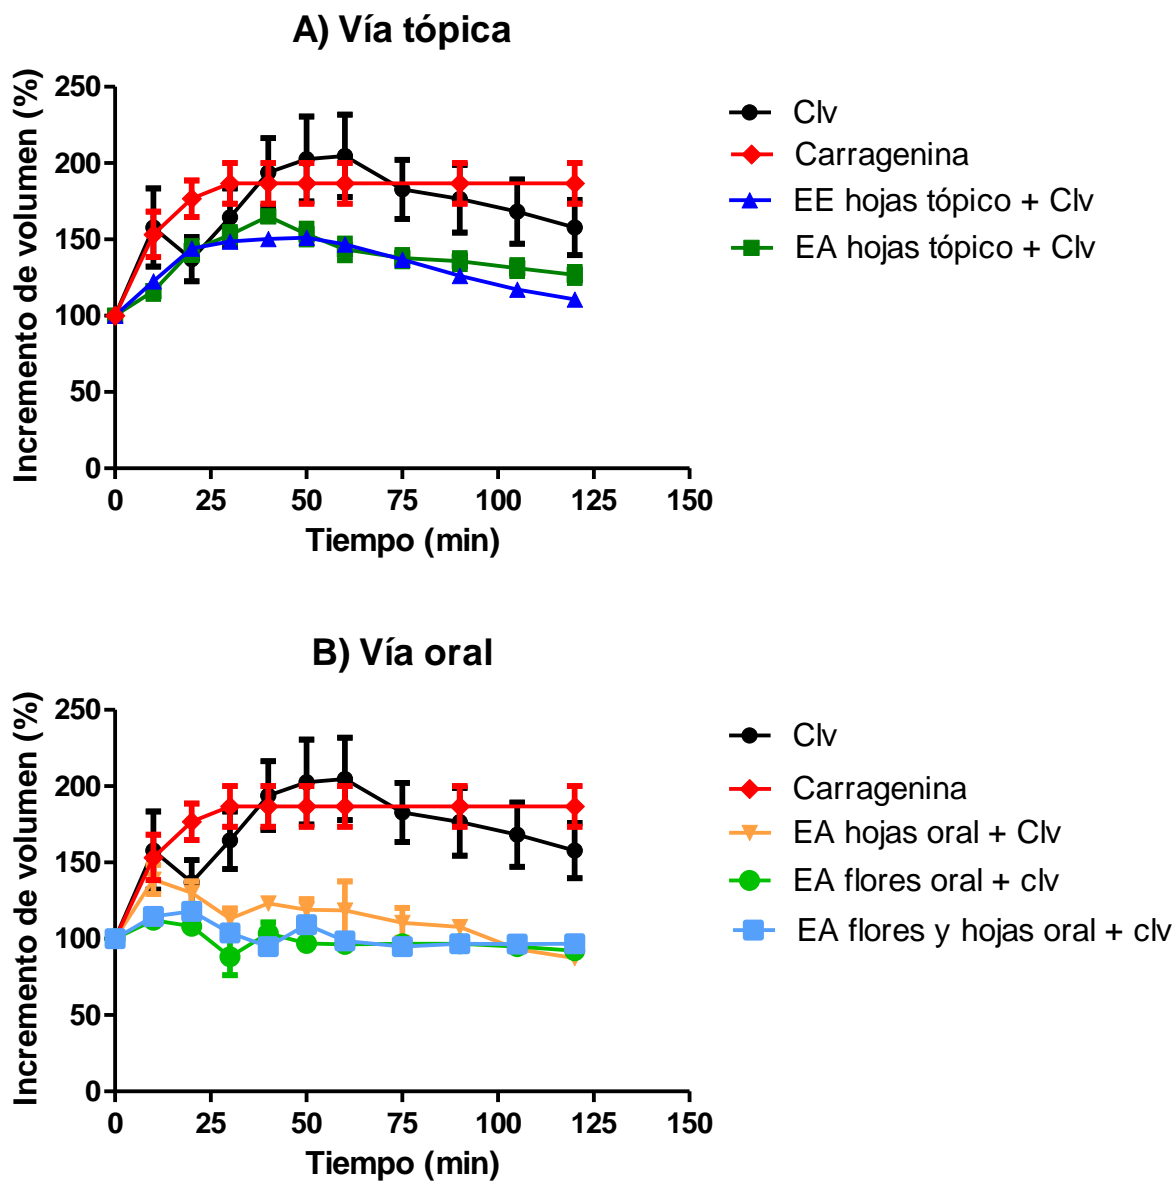 A) Vía tópica
Incremento de volumen (%)
250
200
150
100
50
0
0 25 50 75 100 125 150
Tiempo (min)
Clv
Carragenina
EE hojas tópico + Clv
EA hojas tópico + Clv
B) Vía oral
Incremento de volumen (%)
250
200
150
100
50
0
0 25 50 75 100 125 150
Tiempo (min)
Clv
Carragenina
EA hojas oral + Clv
EA flores oral + clv
EA flores y hojas oral + clv